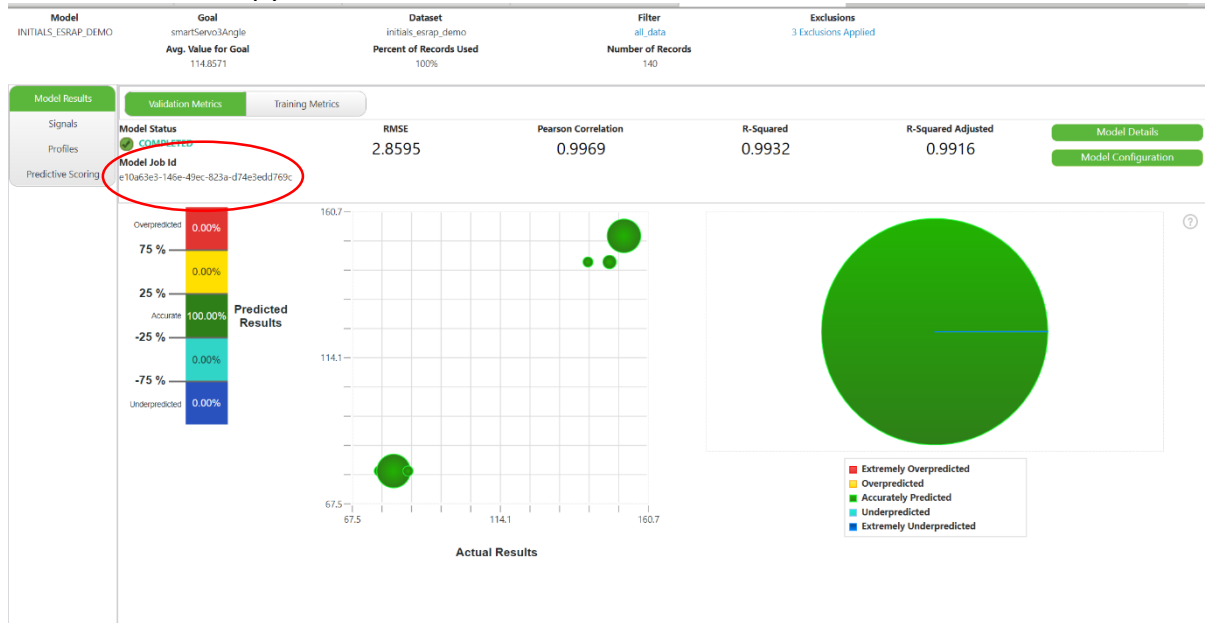 Model
Goal
Dataset
Filter
Exclusions
INITIALS_ESRAP_DEMO
smartServo3Angle
initials_esrap_demo
all_data
3 Exclusions Applied
Avg. Value for Goal
Percent of Records Used
Number of Records
114.8571
100%
140
Model Results
Signals
Profiles
Predictive Scoring
Validation Metrics
Training Metrics
Model Status
COMPLETED
Model Job Id
e10a63e3-146e-49ec-823a-d74e3edd769c
RMSE
2.8595
Pearson Correlation
0.9969
R-Squared
0.9932
R-Squared Adjusted
0.9916
Model Details
Model Configuration
Overpredicted
0.00%
75 %
0.00%
25 %
Accurate
100.00%
-25 %
0.00%
-75 %
Underpredicted
0.00%
Predicted
Results
160.7
114.1
67.5
67.5
114.1
160.7
Actual Results
?
Extremely Overpredicted
Overpredicted
Accurately Predicted
Underpredicted
Extremely Underpredicted